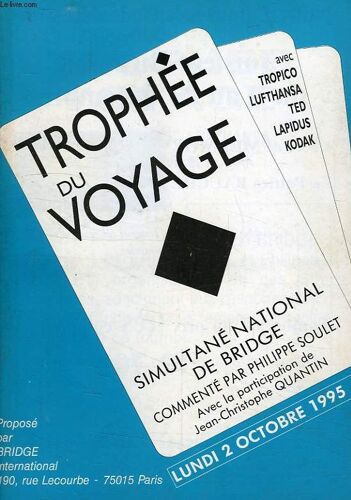 Le-livre.com
TROPHÉE
DU
VOYAGE
avec
TROPICO
LUFTHANSA
TED
LAPIDUS
KODAK
SIMULTANÉ NATIONAL
DE BRIDGE
COMMENTÉ PAR PHILIPPE SOULET
Avec la participation de
Jean-Christophe QUANTIN
LUNDI 2 OCTOBRE 1995
Proposé
par
BRIDGE
International
190, rue Lecourbe - 75015 Paris